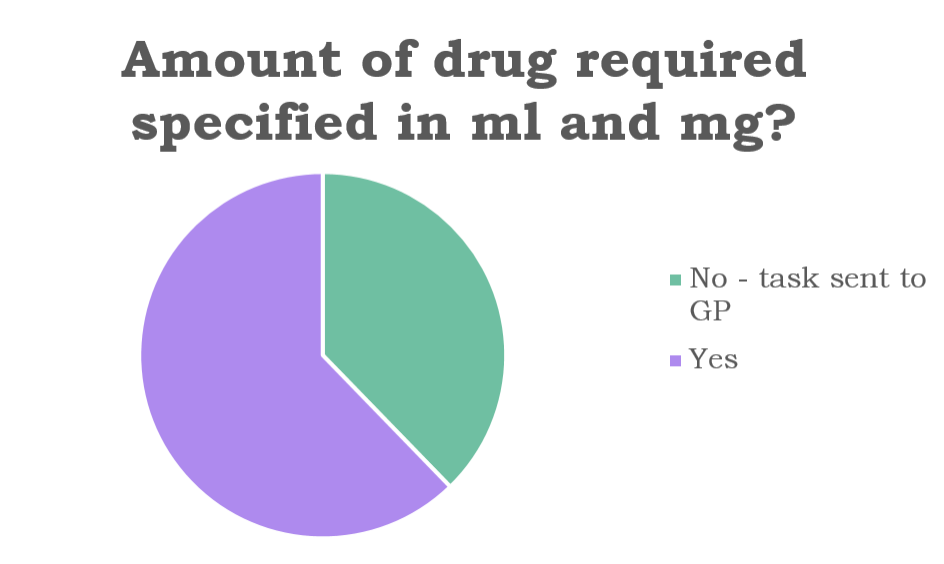 Amount of drug required
specified in ml and mg?
No - task sent to
GP
Yes